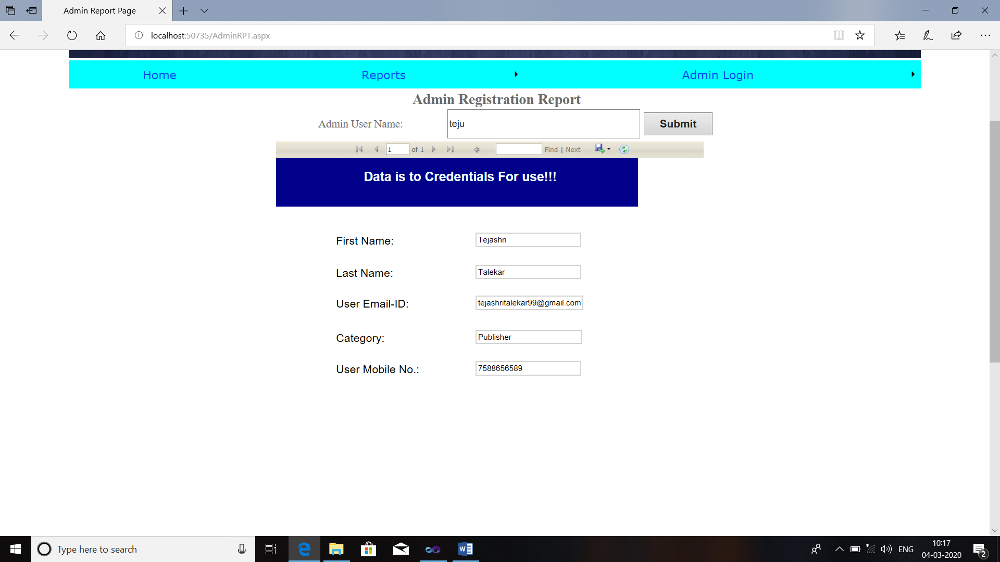 Admin Report Page
localhost:50735/AdminRPT.aspx
Home Reports Admin Login
Admin Registration Report
Admin User Name: teju Submit
1 of 1 Find | Next
Data is to Credentials For use!!!
First Name: Tejashri
Last Name: Talekar
User Email-ID: tejashritalekar99@gmail.com
Category: Publisher
User Mobile No.: 7588656589
Type here to search
W
ENG
10:17
04-03-2020
2